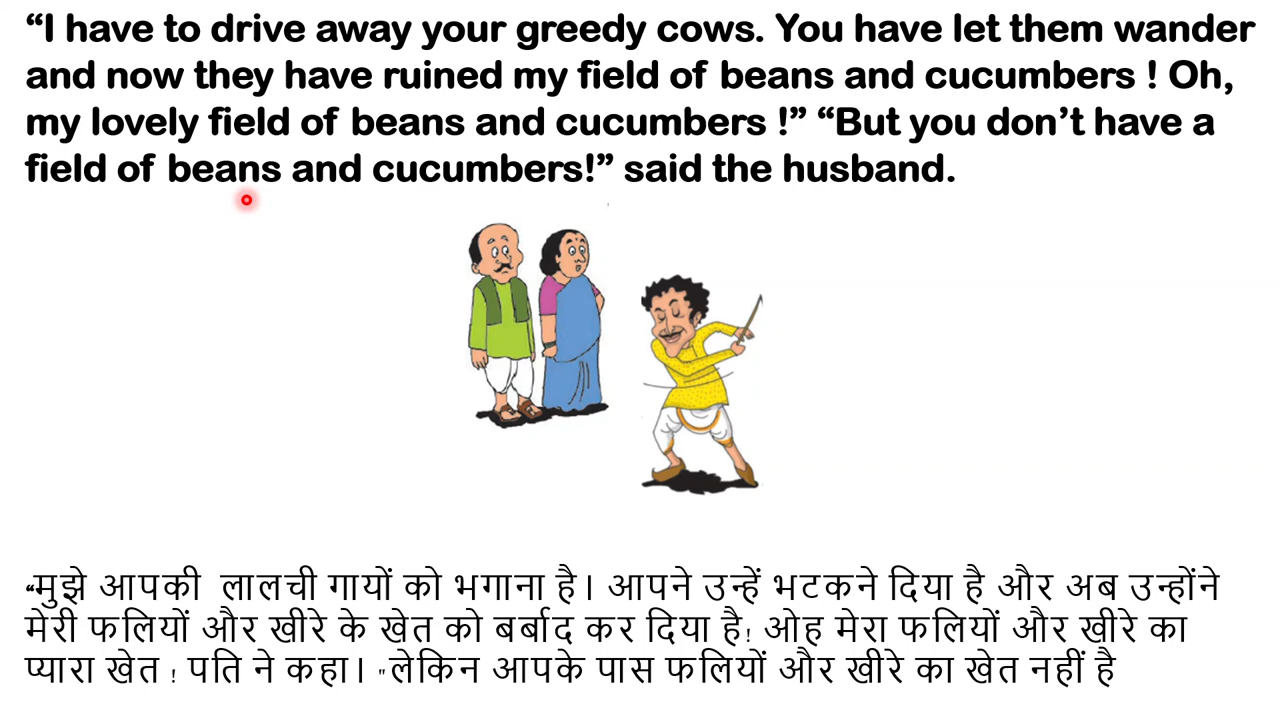 “I have to drive away your greedy cows. You have let them wander
and now they have ruined my field of beans and cucumbers ! Oh,
my lovely field of beans and cucumbers !” “But you don’t have a
field of beans and cucumbers!” said the husband.
“मुझे आपकी लालची गायों को भगाना है। आपने उन्हें भटकने दिया है और अब उन्होंने
मेरी फलियों और खीरे के खेत को बर्बाद कर दिया है! ओह मेरा फलियों और खीरे का
प्यारा खेत ! पति ने कहा। "लेकिन आपके पास फलियों और खीरे का खेत नहीं है